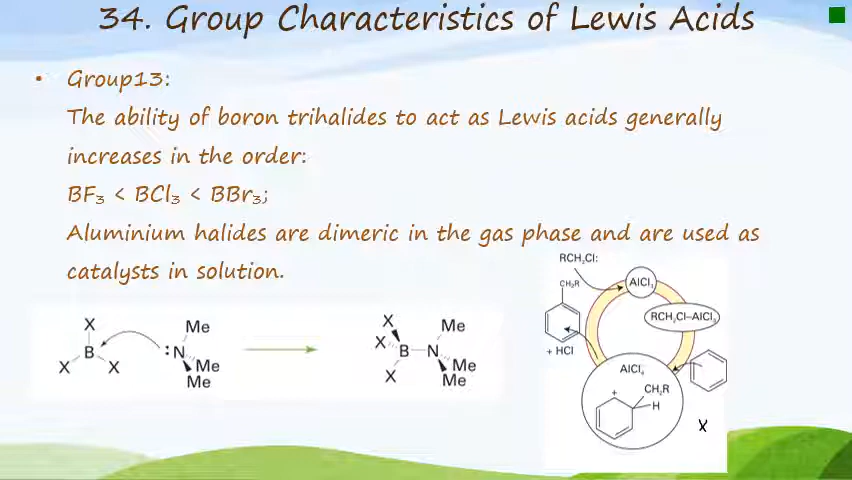 34. Group Characteristics of Lewis Acids
• Group13:
The ability of boron trihalides to act as Lewis acids generally
increases in the order:
BF₃ < BCl₃ < BBr₃;
Aluminium halides are dimeric in the gas phase and are used as
catalysts in solution.
X
B
X
X
:N
Me
Me
Me
X
X
B
X
N
Me
Me
Me
RCH₂Cl:
AlCl₃
CH₂R
RCH₂Cl–AlCl₃
+ HCl
AlCl₄⁻
+
CH₂R
H
X